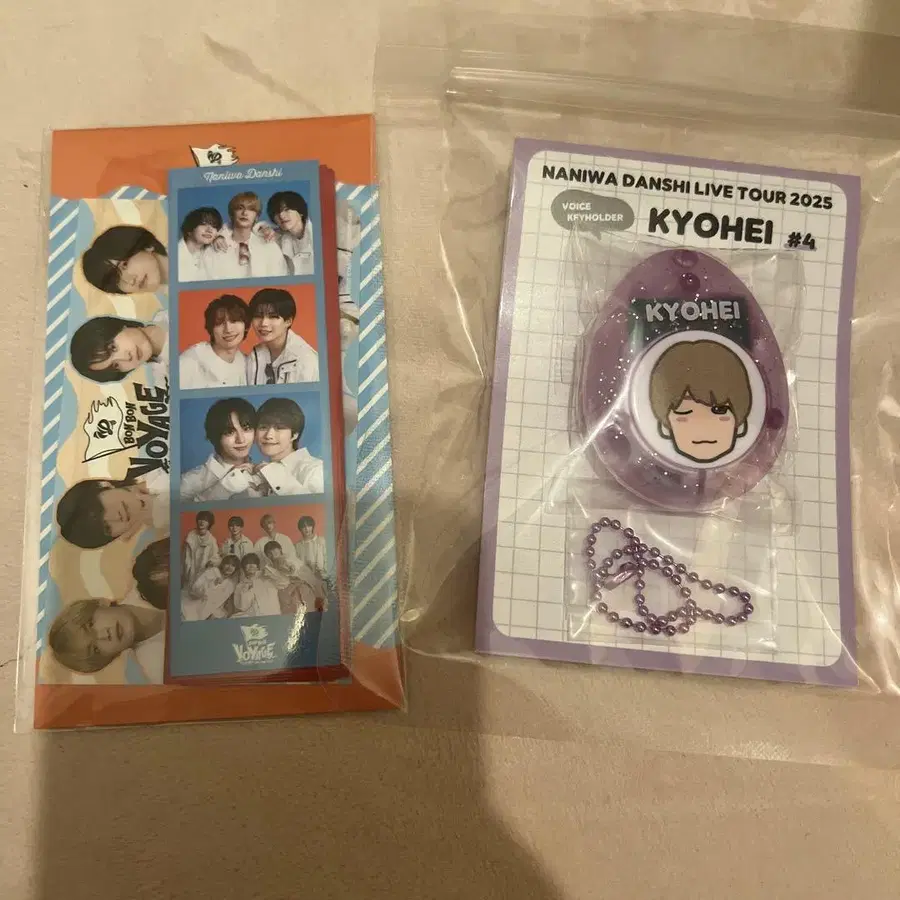 Naniwa Danshi
BON BON
VOYAGE
VOYAGE
NANIWA DANSHI LIVE TOUR 2025
VOICE
KEYHOLDER
KYOHEI #4
KYOHEI